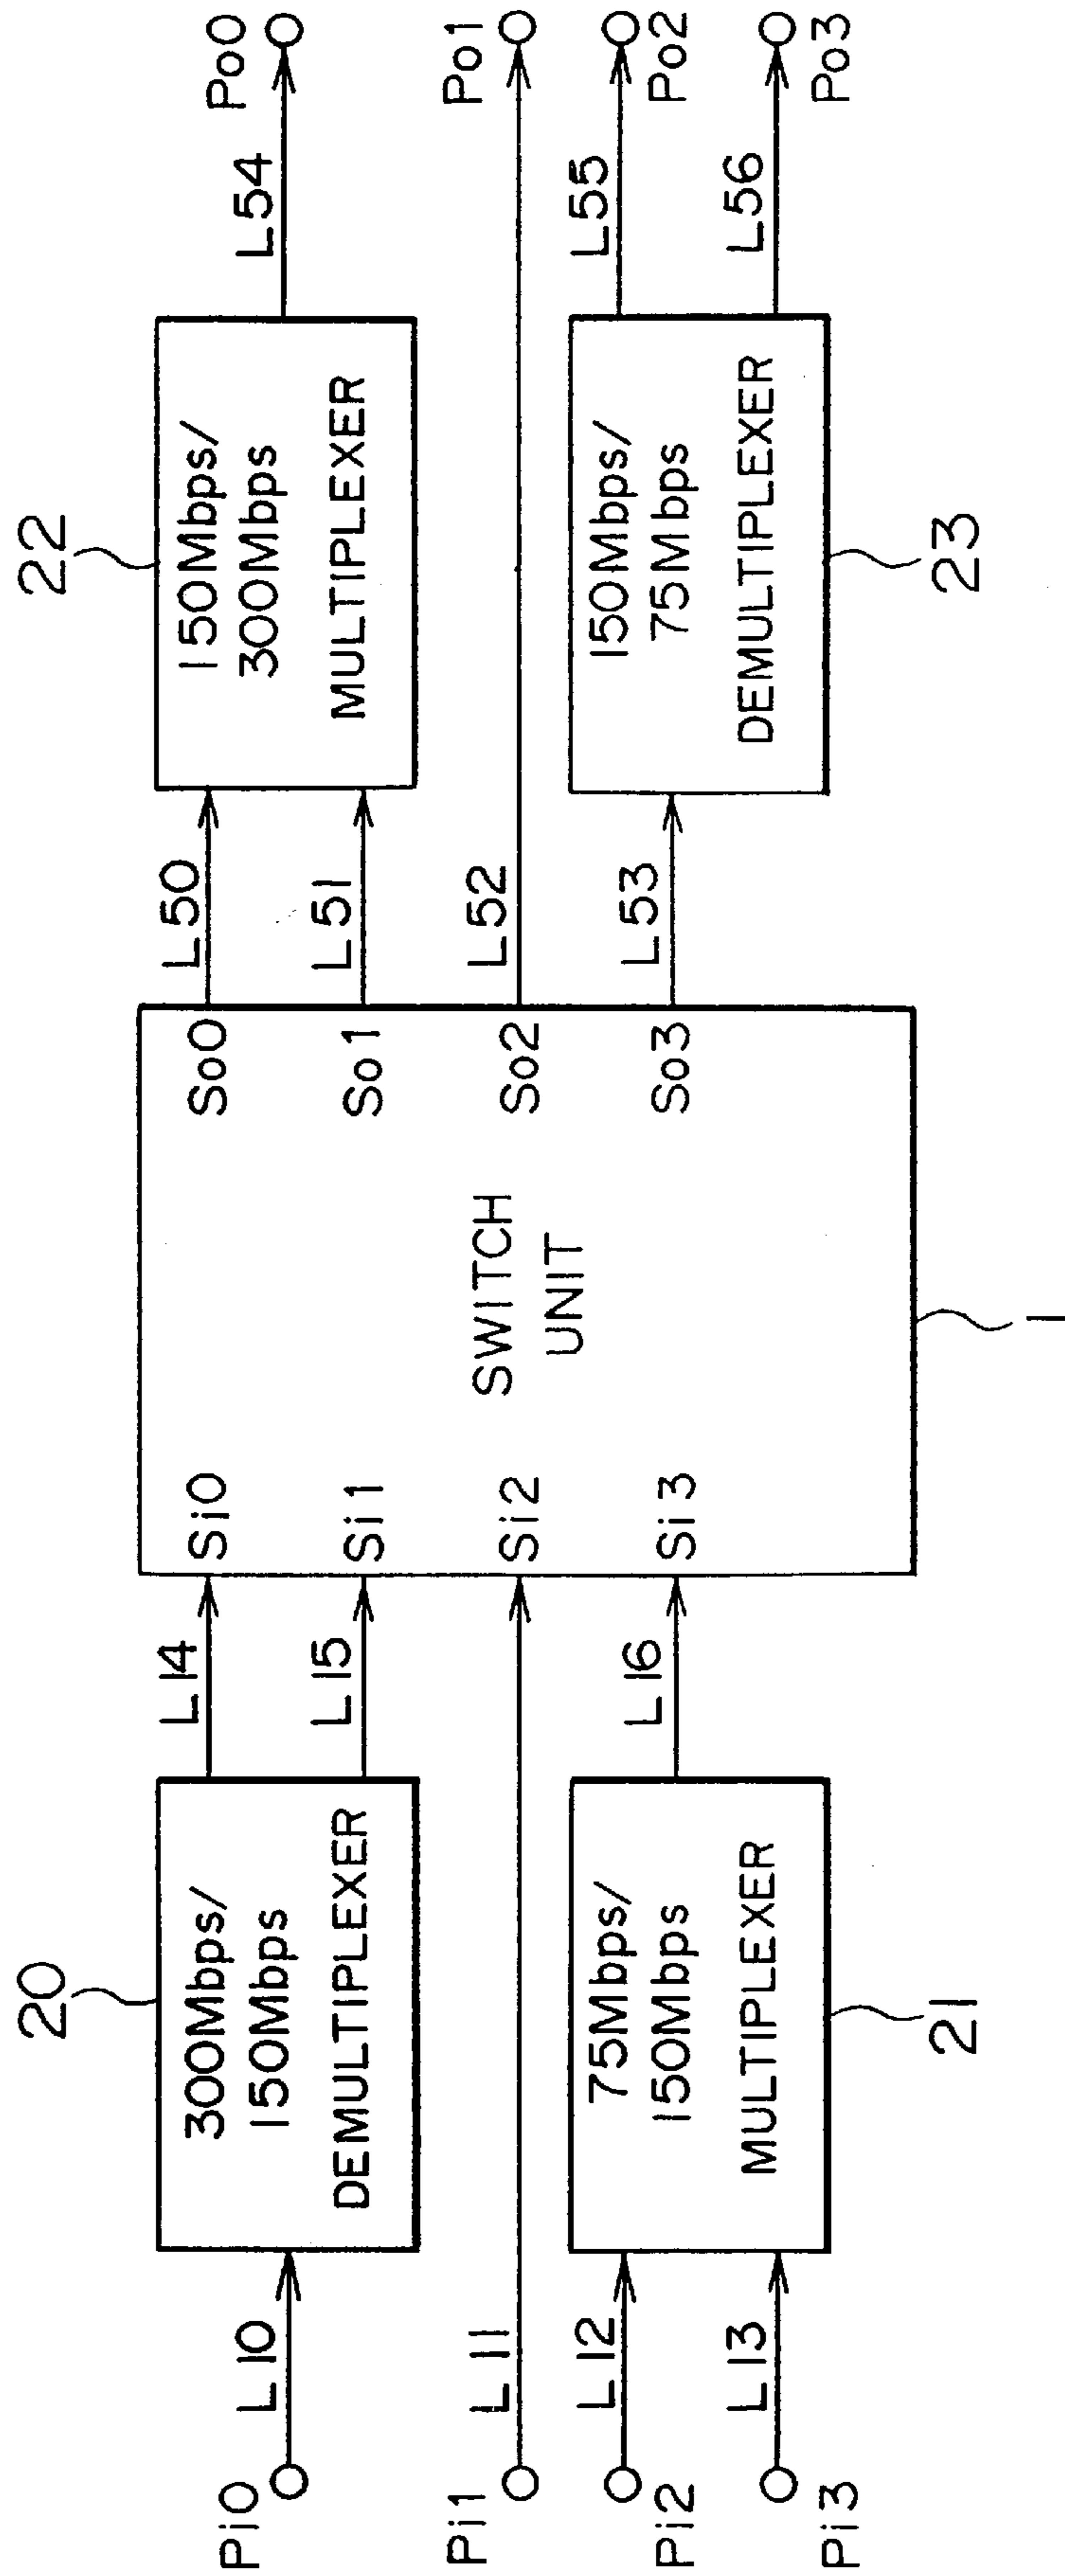 20
22
Pi0
L10
300Mbps/
150Mbps
DEMULTIPLEXER
L14
L15
Si0
Si1
Si2
Si3
SWITCH
UNIT
So0
So1
So2
So3
L50
L51
150Mbps/
300Mbps
MULTIPLEXER
L54
Po0
Pi1
L11
L52
Po1
Pi2
L12
Pi3
L13
75Mbps/
150Mbps
MULTIPLEXER
L16
L53
150Mbps/
75Mbps
DEMULTIPLEXER
L55
Po2
L56
Po3
21
1
23